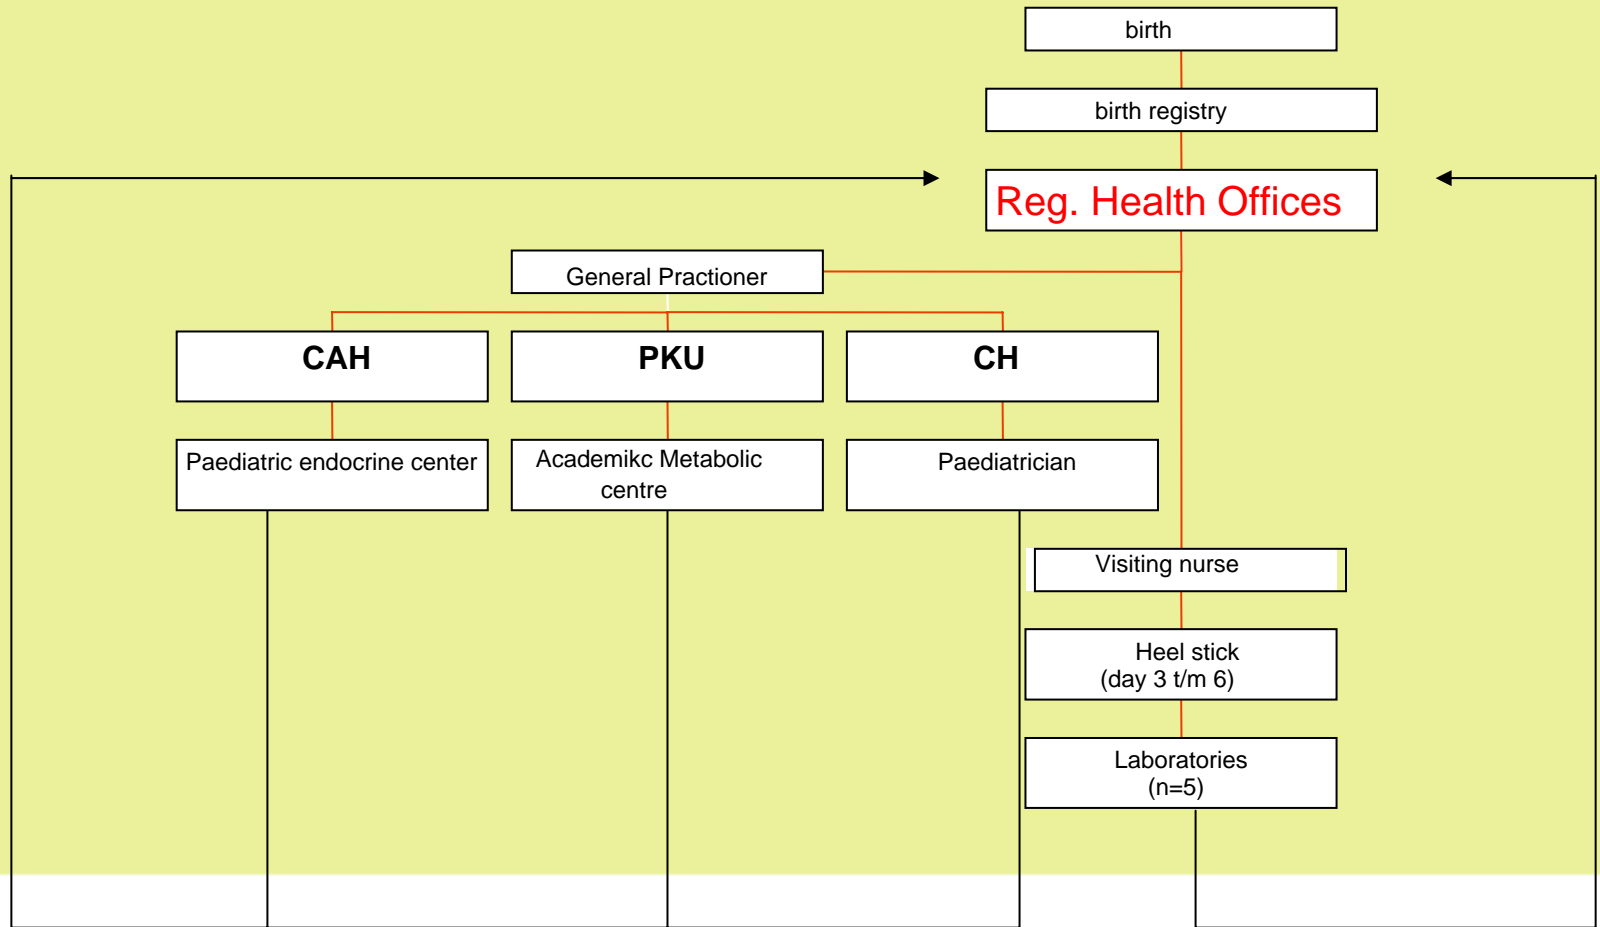 birth
birth registry
Reg. Health Offices
General Practioner
CAH
PKU
CH
Paediatric endocrine center
Academikc Metabolic
centre
Paediatrician
Visiting nurse
Heel stick
(day 3 t/m 6)
Laboratories
(n=5)